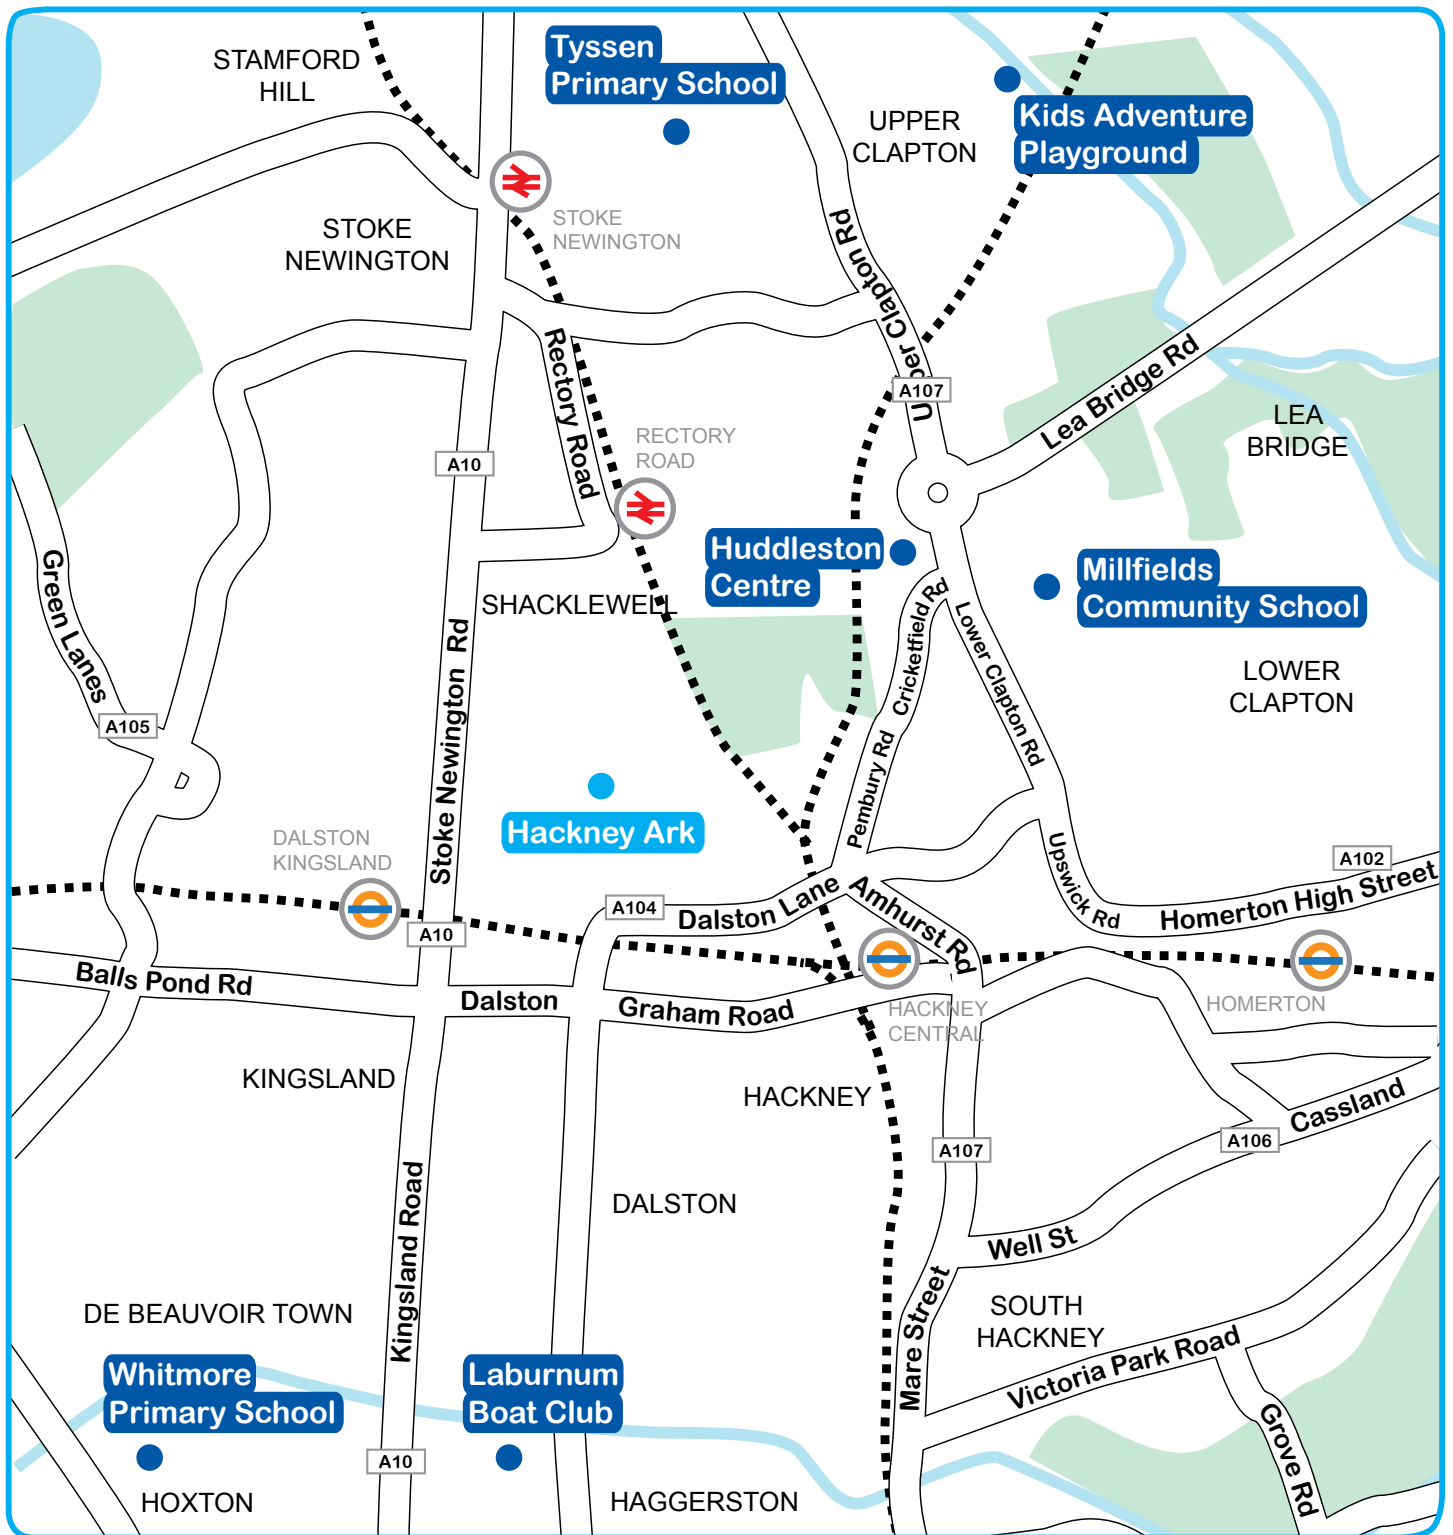 Tyssen
Primary School
STAMFORD
HILL
UPPER
CLAPTON
Kids Adventure
Playground
STOKE
NEWINGTON
STOKE
NEWINGTON
Upper Clapton Rd
A107
Rectory Road
Lea Bridge Rd
LEA
BRIDGE
A10
RECTORY
ROAD
Huddleston
Centre
Millfields
Community School
Green Lanes
SHACKLEWELL
Cricketfield Rd
Lower Clapton Rd
LOWER
CLAPTON
Stoke Newington Rd
A105
Pembury Rd
Hackney Ark
DALSTON
KINGSLAND
Upswick Rd
A102
Homerton High Street
A104
Dalston Lane
Amhurst Rd
A10
Balls Pond Rd
Dalston
Graham Road
HACKNEY
CENTRAL
HOMERTON
KINGSLAND
HACKNEY
Cassland
A106
A107
DALSTON
Kingsland Road
Well St
Mare Street
SOUTH
HACKNEY
DE BEAUVOIR TOWN
Victoria Park Road
Whitmore
Primary School
Laburnum
Boat Club
Grove Rd
A10
HOXTON
HAGGERSTON